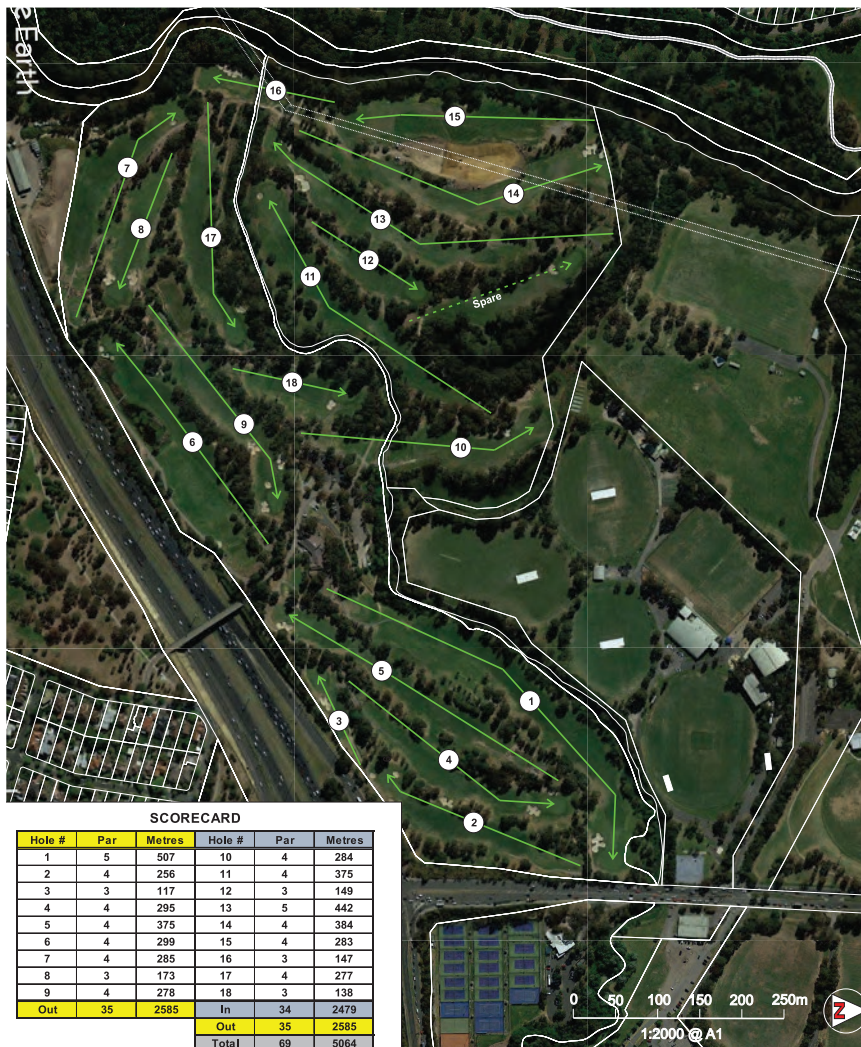 e Earth
16
15
7
14
8
13
17
12
11
Spare
18
9
6
10
5
1
3
4
2
SCORECARD
Hole # Par Metres Hole # Par Metres
1 5 507 10 4 284
2 4 256 11 4 375
3 3 117 12 3 149
4 4 295 13 5 442
5 4 375 14 4 384
6 4 299 15 4 283
7 4 285 16 3 147
8 3 173 17 4 277
9 4 278 18 3 138
Out 35 2585 In 34 2479
Out 35 2585
Total 69 5064
0 50 100 150 200 250m
1:2000 @ A1
Z